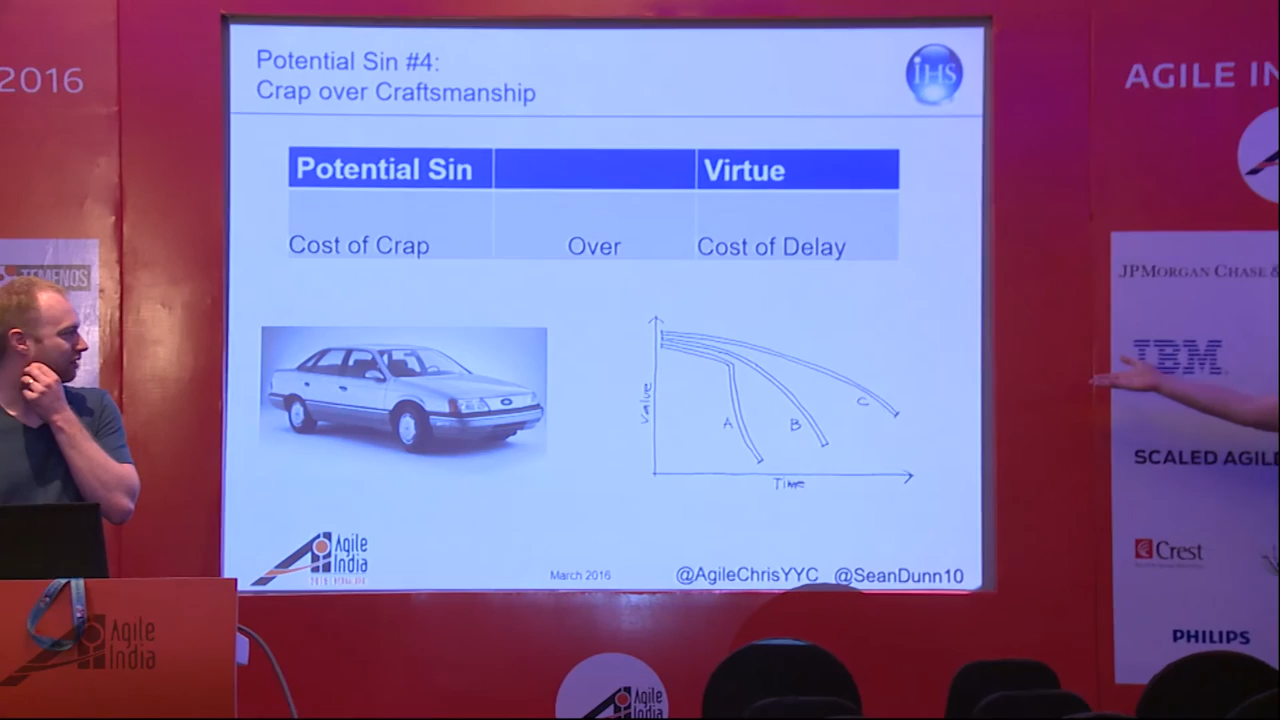 2016
AGILE IN
Potential Sin #4:
Crap over Craftsmanship
IHS
Potential Sin
Virtue
Cost of Crap
Over
Cost of Delay
TEMENOS
JPMORGAN CHASE &
IBM
Value
A
B
C
Time
SCALED AGIL
Crest
Agile
India
March 2016
@AgileChrisYYC @SeanDunn10
Agile
India
PHILIPS
Agile
India